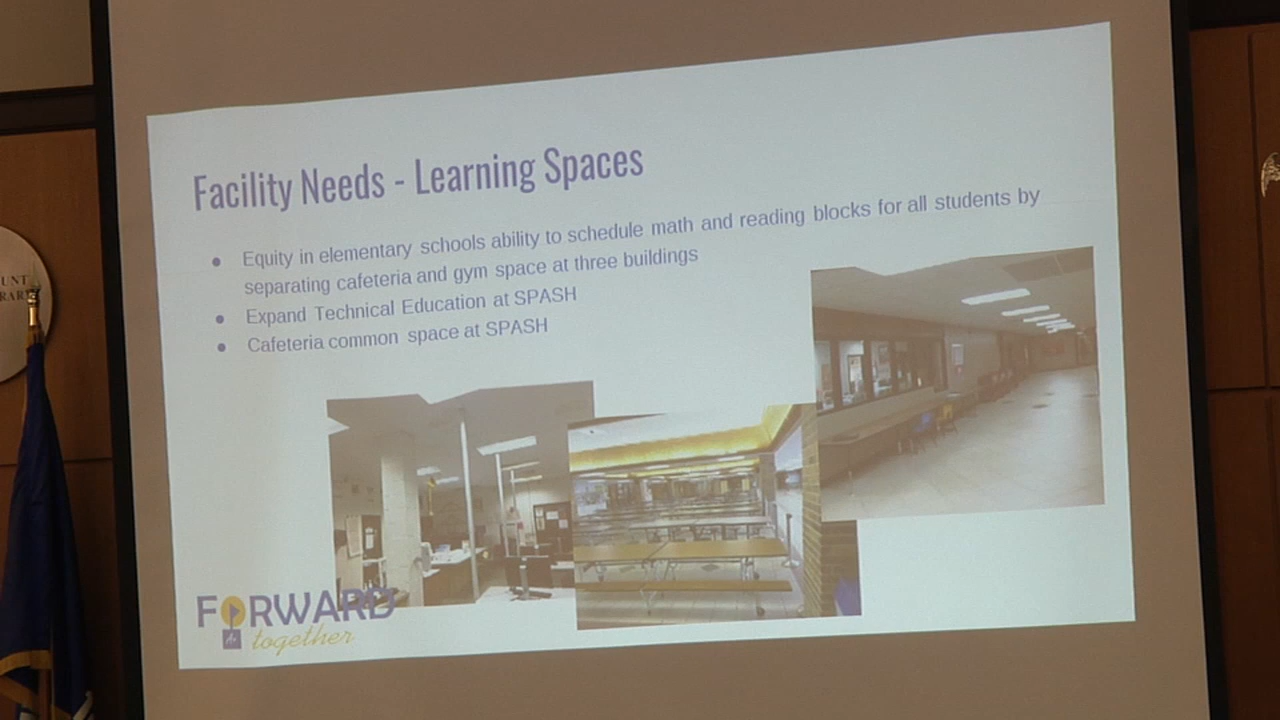 Facility Needs - Learning Spaces
● Equity in elementary schools ability to schedule math and reading blocks for all students by
separating cafeteria and gym space at three buildings
● Expand Technical Education at SPASH
● Cafeteria common space at SPASH
FORWARD
A+
together